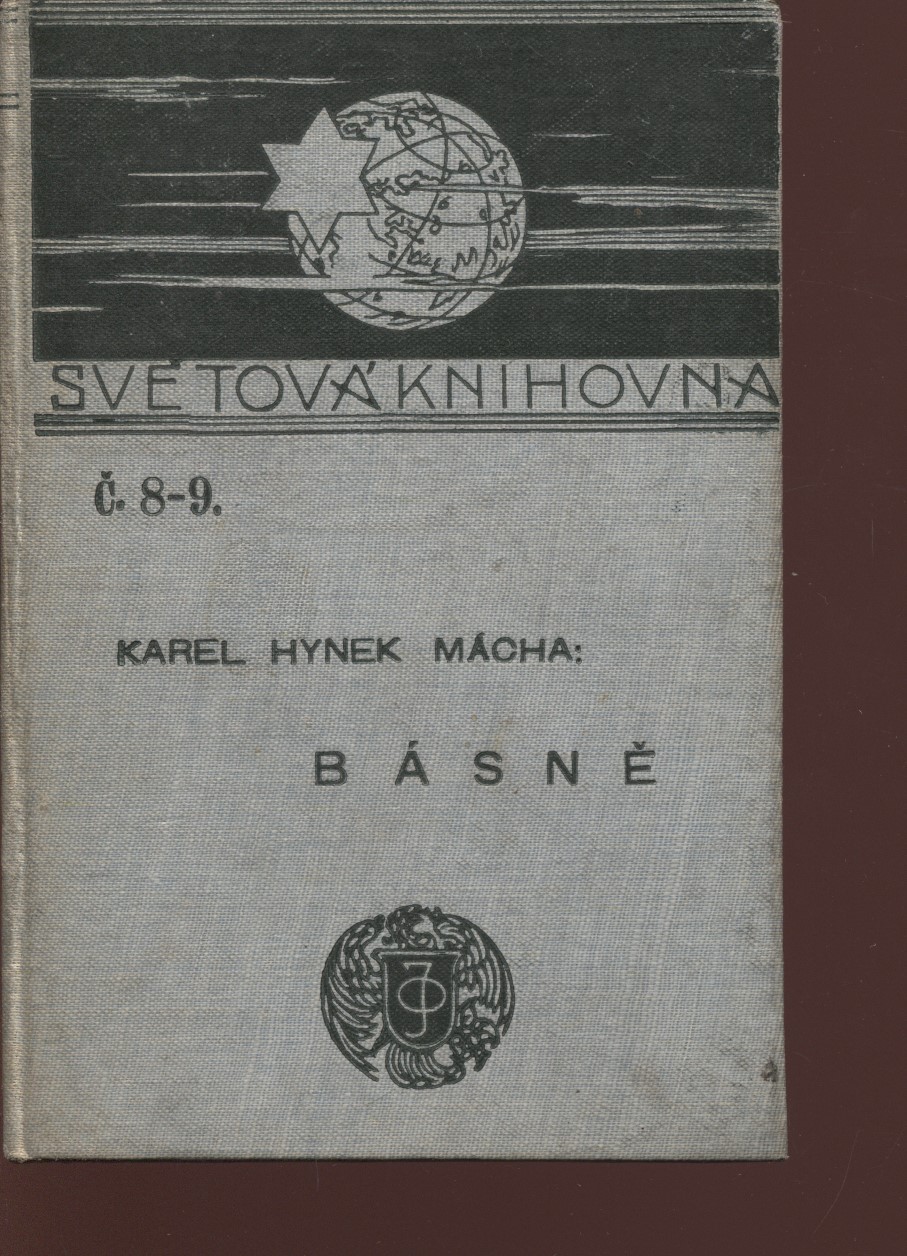 SVĚTOVÁ KNIHOVNA
Č. 8-9.
KAREL HYNEK MÁCHA:
BÁSNĚ